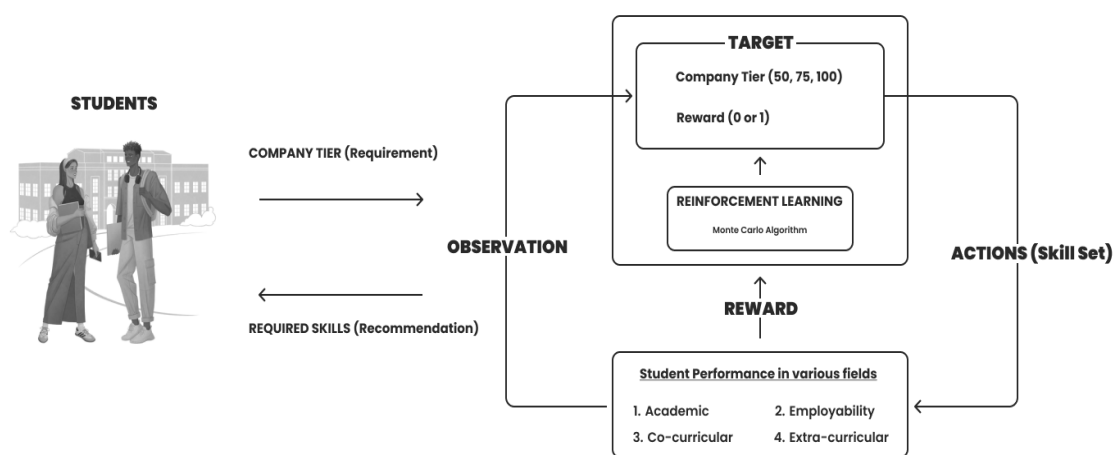 STUDENTS
COMPANY TIER (Requirement)
REQUIRED SKILLS (Recommendation)
OBSERVATION
TARGET
Company Tier (50, 75, 100)
Reward (0 or 1)
REINFORCEMENT LEARNING
Monte Carlo Algorithm
REWARD
ACTIONS (Skill Set)
Student Performance in various fields
1. Academic 2. Employability
3. Co-curricular 4. Extra-curricular